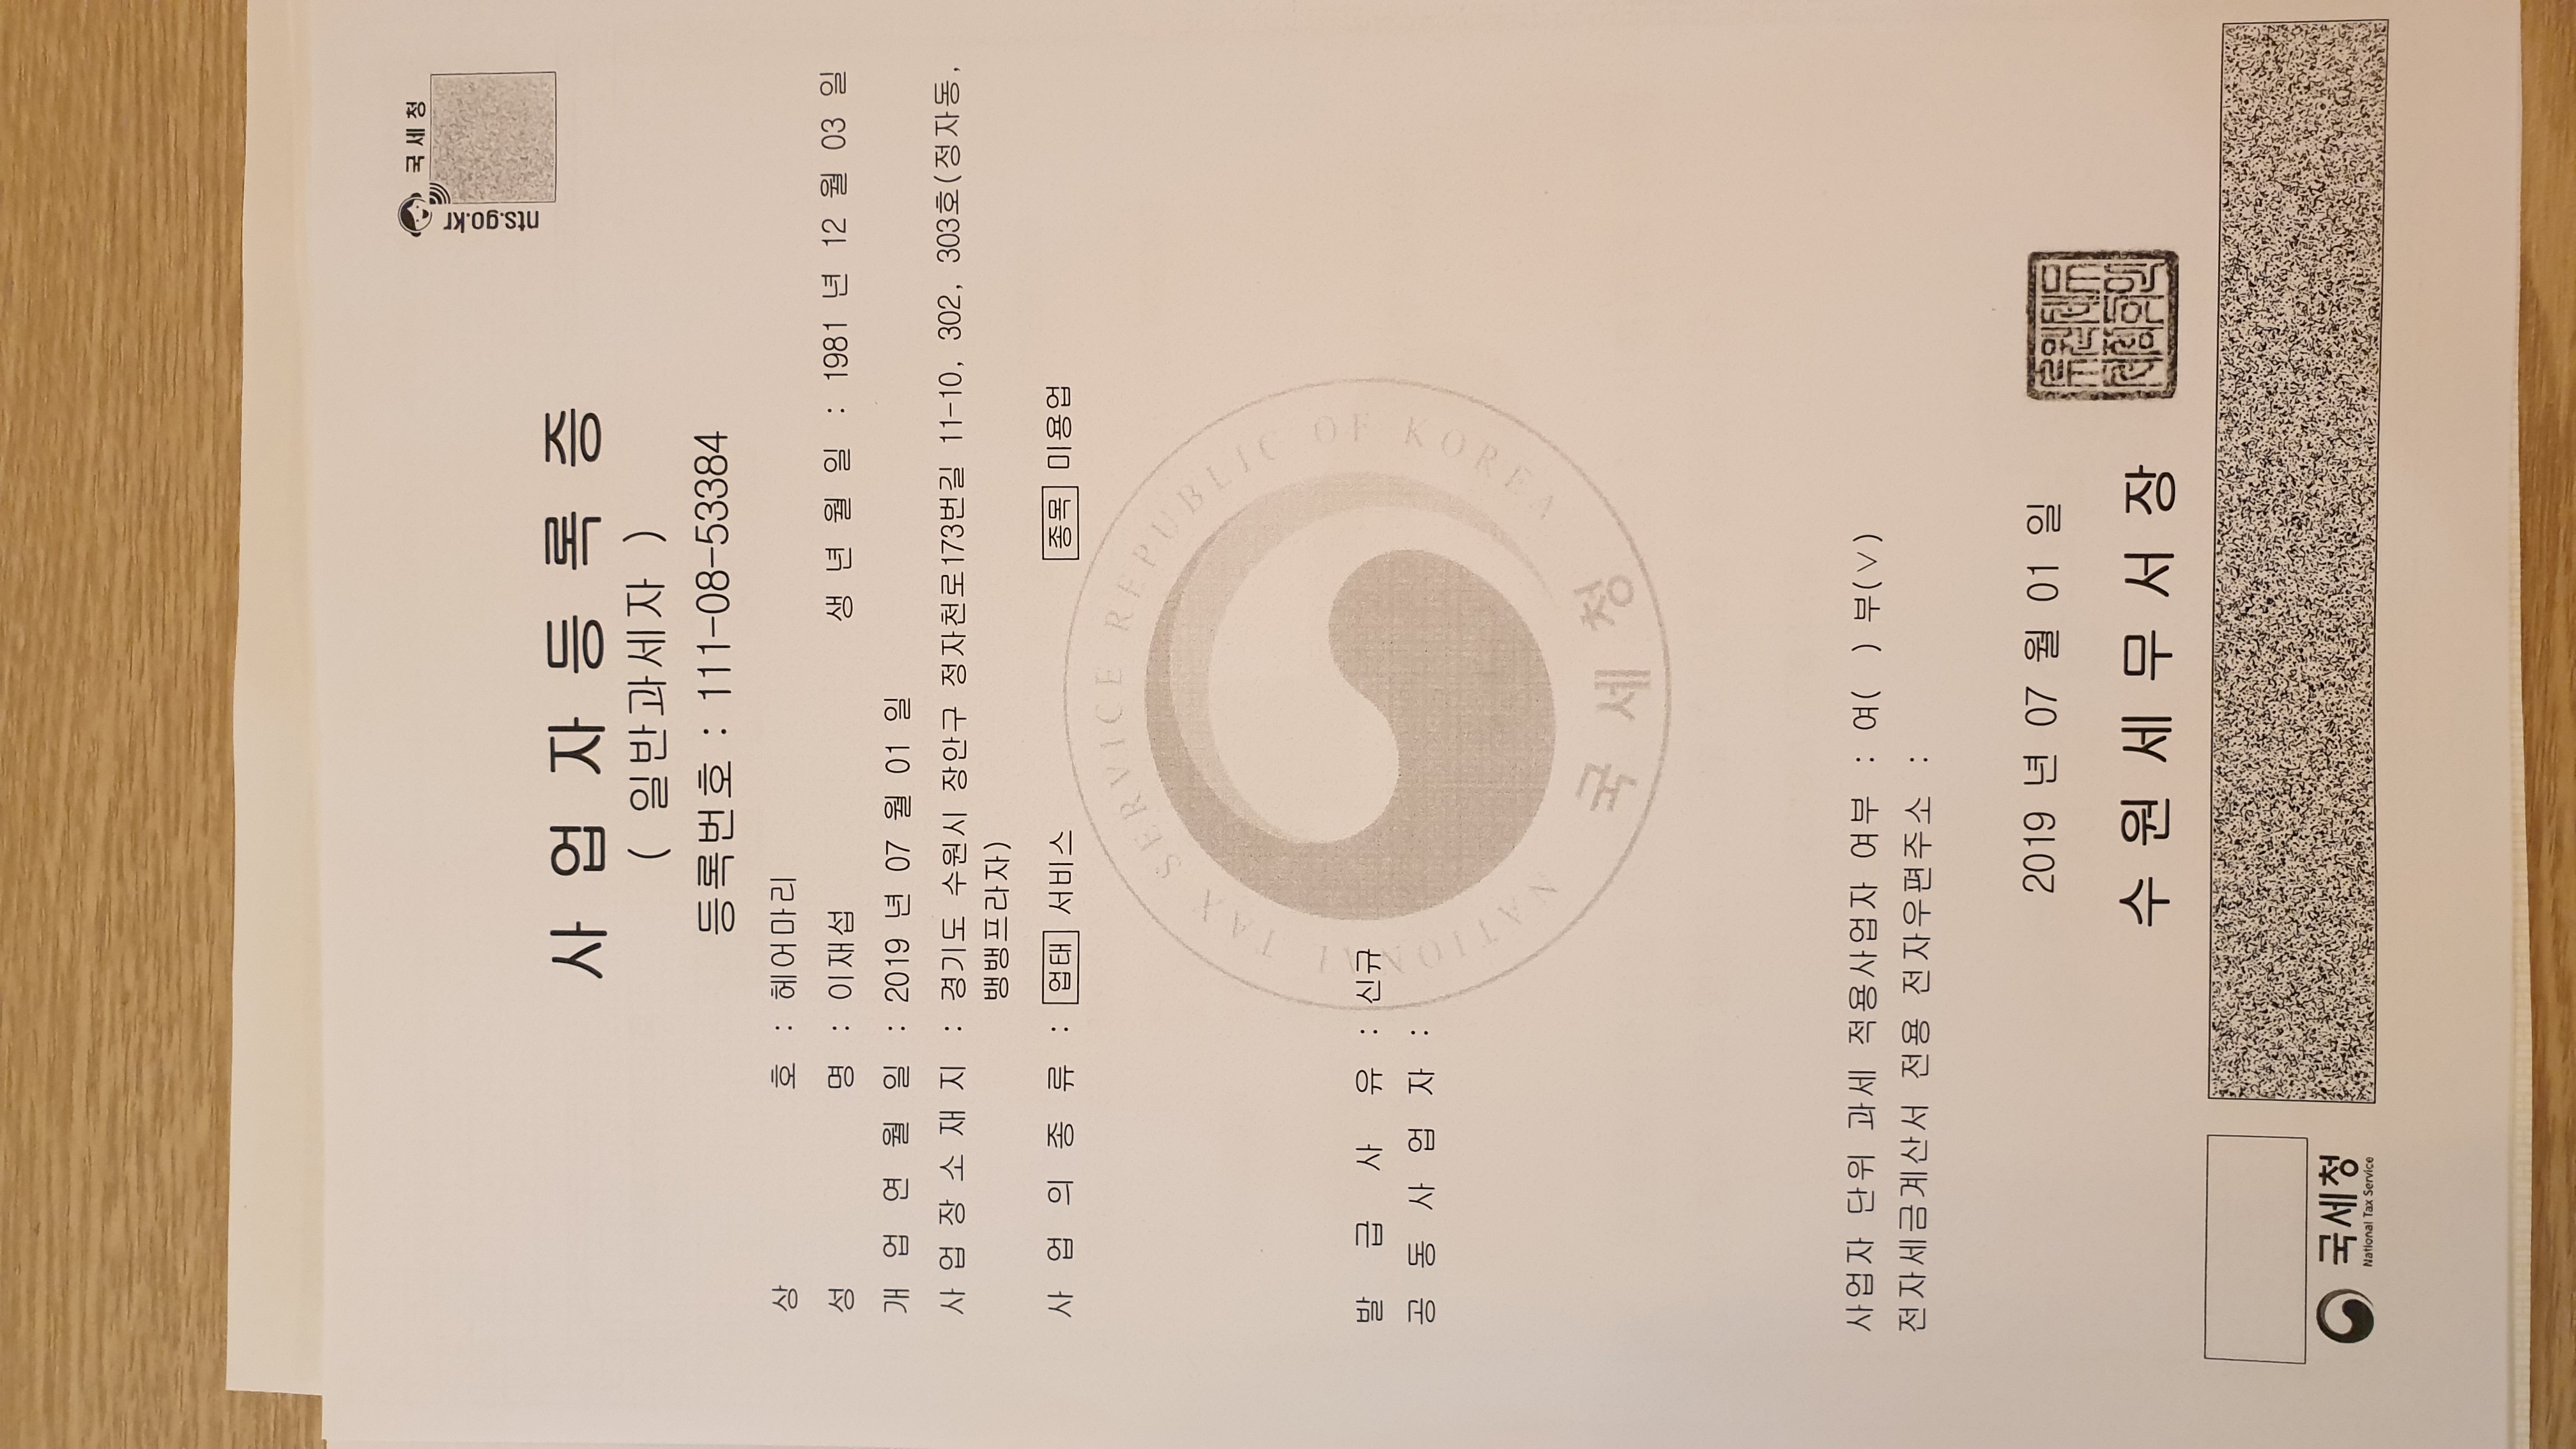 국세청
nts.go.kr
사업자등록증
( 일반과세자 )
등록번호 : 111-08-53384
상 호 : 헤어마리
성 명 : 이재섭 생 년 월 일 : 1981 년 12 월 03 일
개 업 연 월 일 : 2019 년 07 월 01 일
사 업 장 소 재 지 : 경기도 수원시 장안구 정자천로173번길 11-10, 302, 303호(정자동,
뱅뱅프라자)
사 업 의 종 류 : 업태 서비스 종목 미용업
NATIONAL TAX SERVICE REPUBLIC OF KOREA
국세청
발 급 사 유 : 신규
공 동 사 업 자 :
사업자 단위 과세 적용사업자 여부 : 여( ) 부(∨)
전자세금계산서 전용 전자우편주소 :
2019 년 07 월 01 일
수 원 세 무 서 장
국세청
National Tax Service